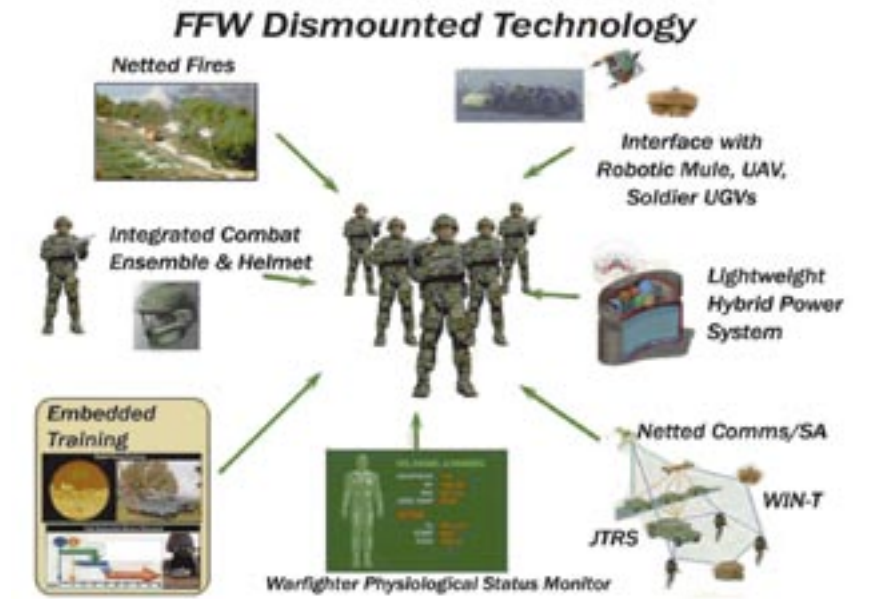 FFW Dismounted Technology
Netted Fires
Interface with
Robotic Mule, UAV,
Soldier UGVs
Integrated Combat
Ensemble & Helmet
Lightweight
Hybrid Power
System
Embedded
Training
Netted Comms/SA
WIN-T
JTRS
Warfighter Physiological Status Monitor